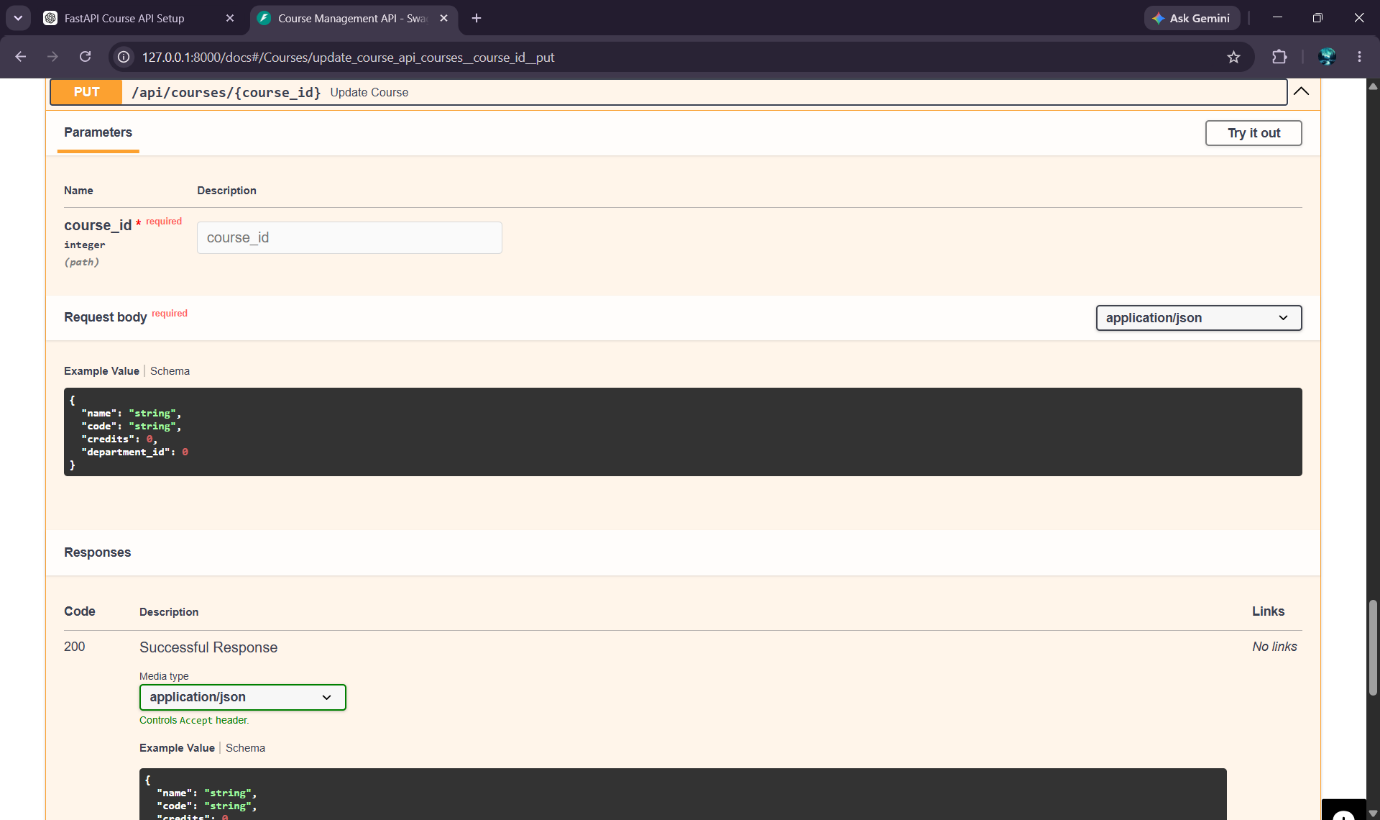 FastAPI Course API Setup
Course Management API - Swa
Ask Gemini
127.0.0.1:8000/docs#/Courses/update_course_api_courses__course_id__put
PUT /api/courses/{course_id} Update Course
Parameters
Try it out
Name Description
course_id * required
integer
(path)
course_id
Request body required
application/json
Example Value | Schema
{
"name": "string",
"code": "string",
"credits": 0,
"department_id": 0
}
Responses
Code Description Links
200 Successful Response No links
Media type
application/json
Controls Accept header.
Example Value | Schema
{
"name": "string",
"code": "string",
"credits": 0